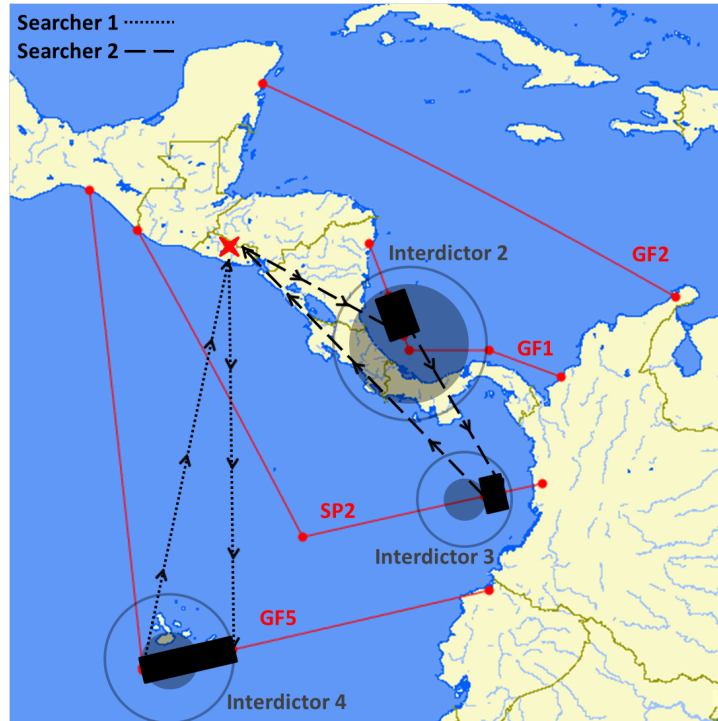 Searcher 1
Searcher 2
Interdictor 2
GF2
GF1
SP2
Interdictor 3
GF5
Interdictor 4